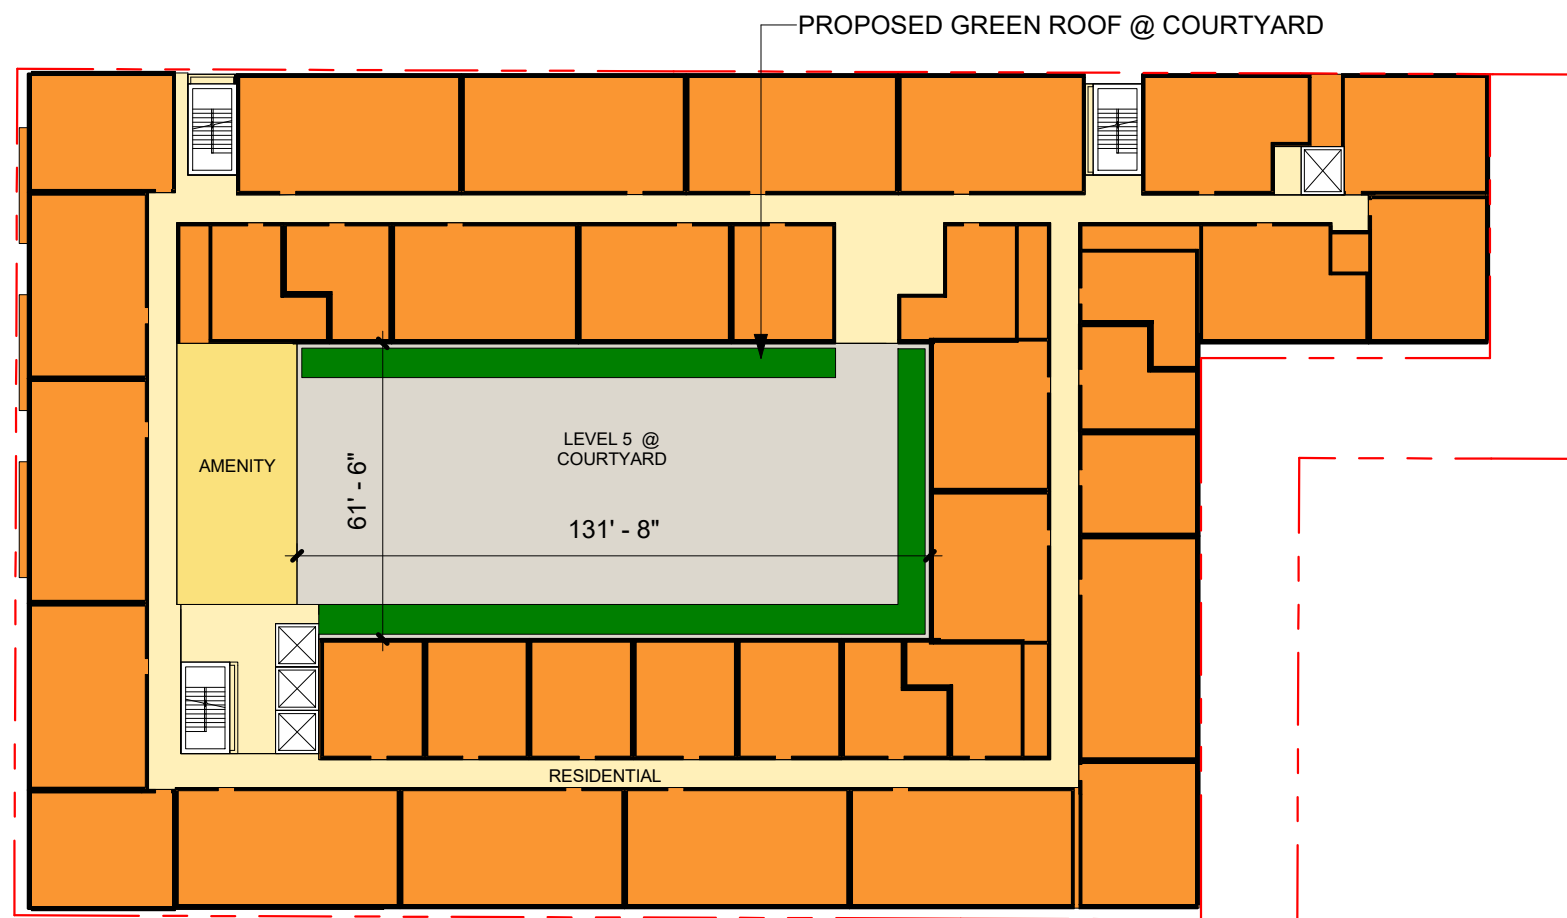 PROPOSED GREEN ROOF @ COURTYARD
LEVEL 5 @
COURTYARD
AMENITY
61' - 6"
131' - 8"
RESIDENTIAL